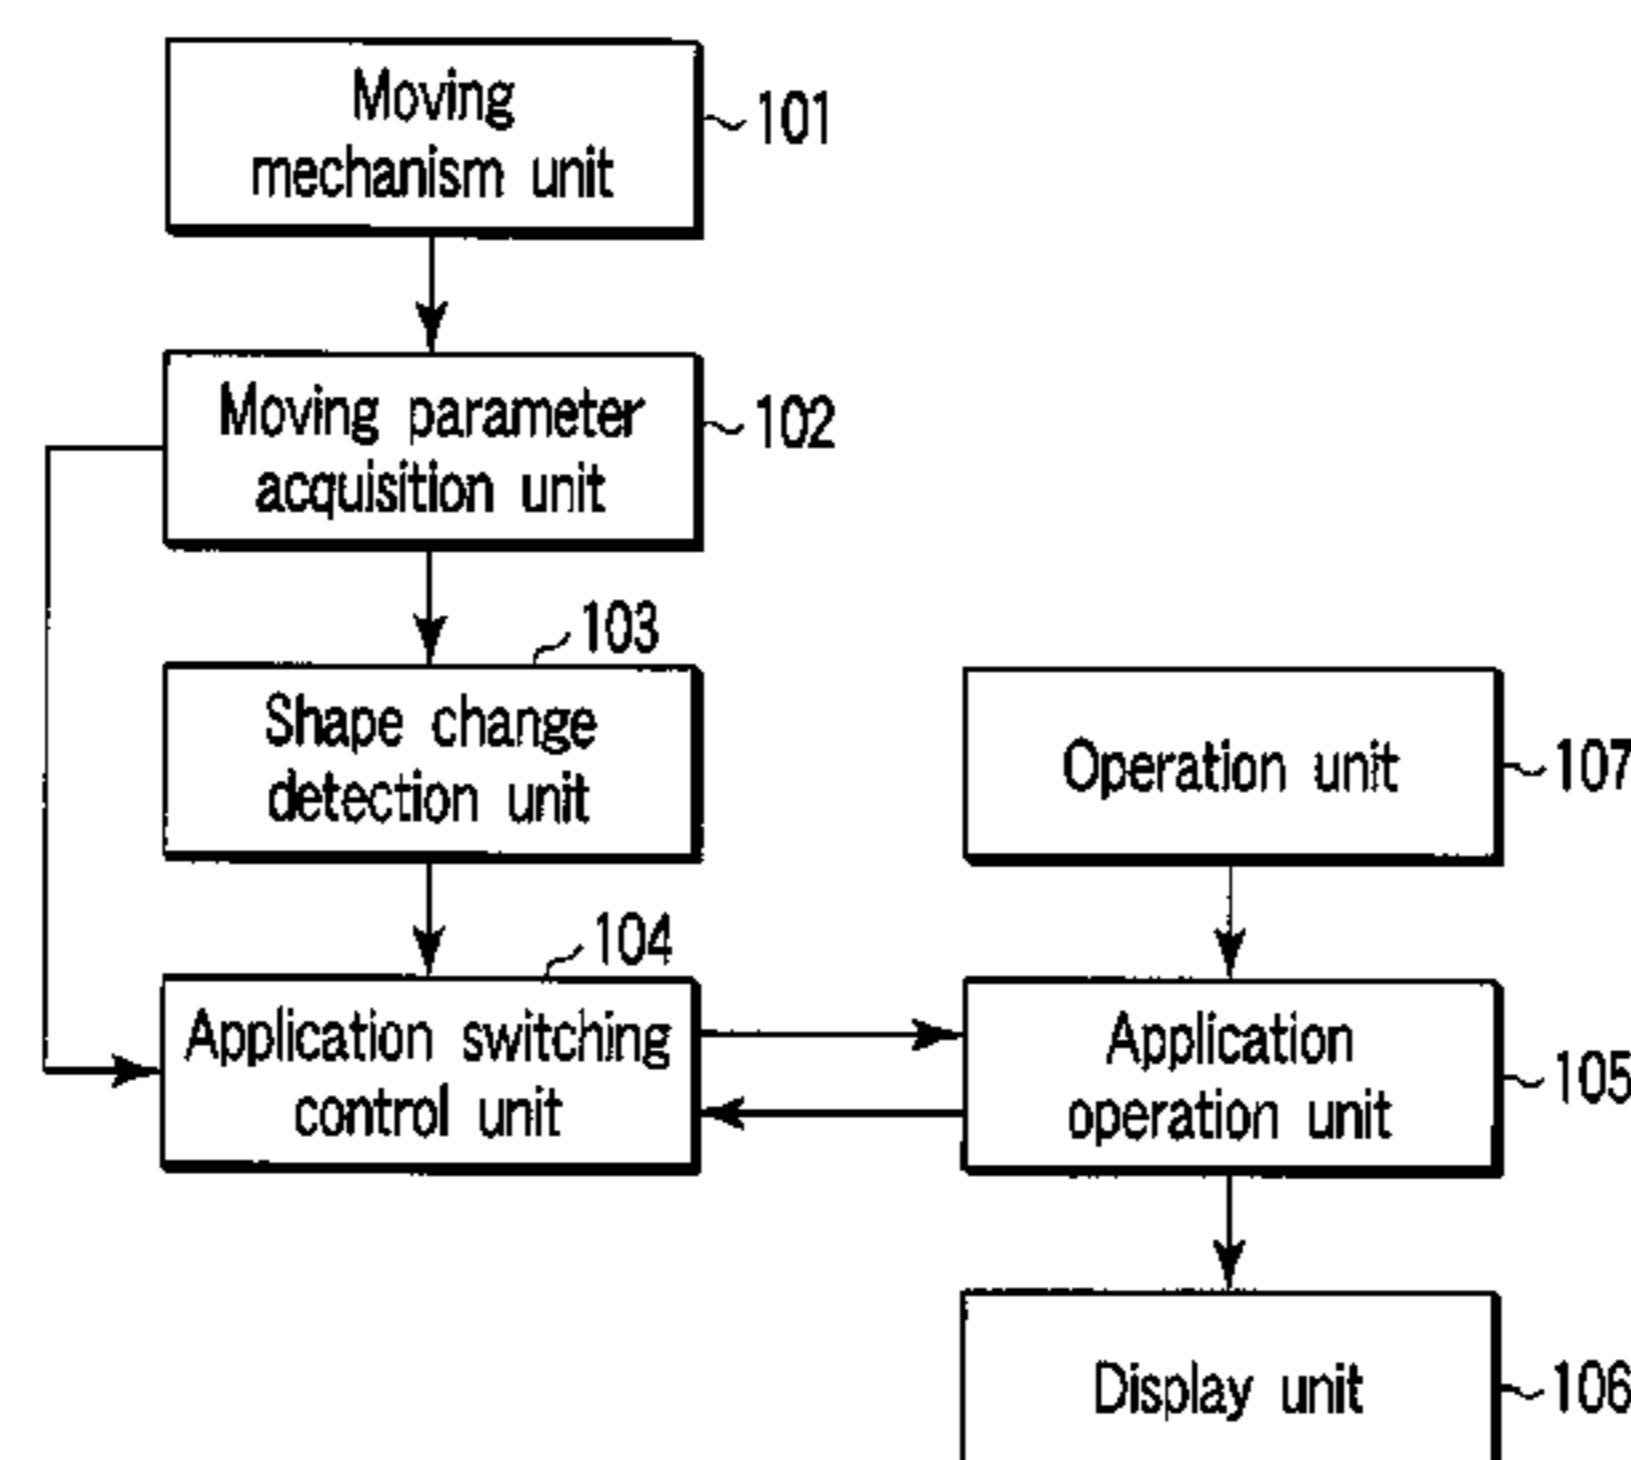 Moving
mechanism unit
101
Moving parameter
acquisition unit
102
103
Shape change
detection unit
Operation unit
107
104
Application switching
control unit
Application
operation unit
105
Display unit
106